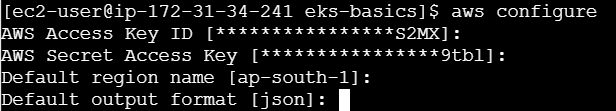 [ec2-user@ip-172-31-34-241 eks-basics]$ aws configure
AWS Access Key ID [****************S2MX]:
AWS Secret Access Key [****************9tbl]:
Default region name [ap-south-1]:
Default output format [json]: